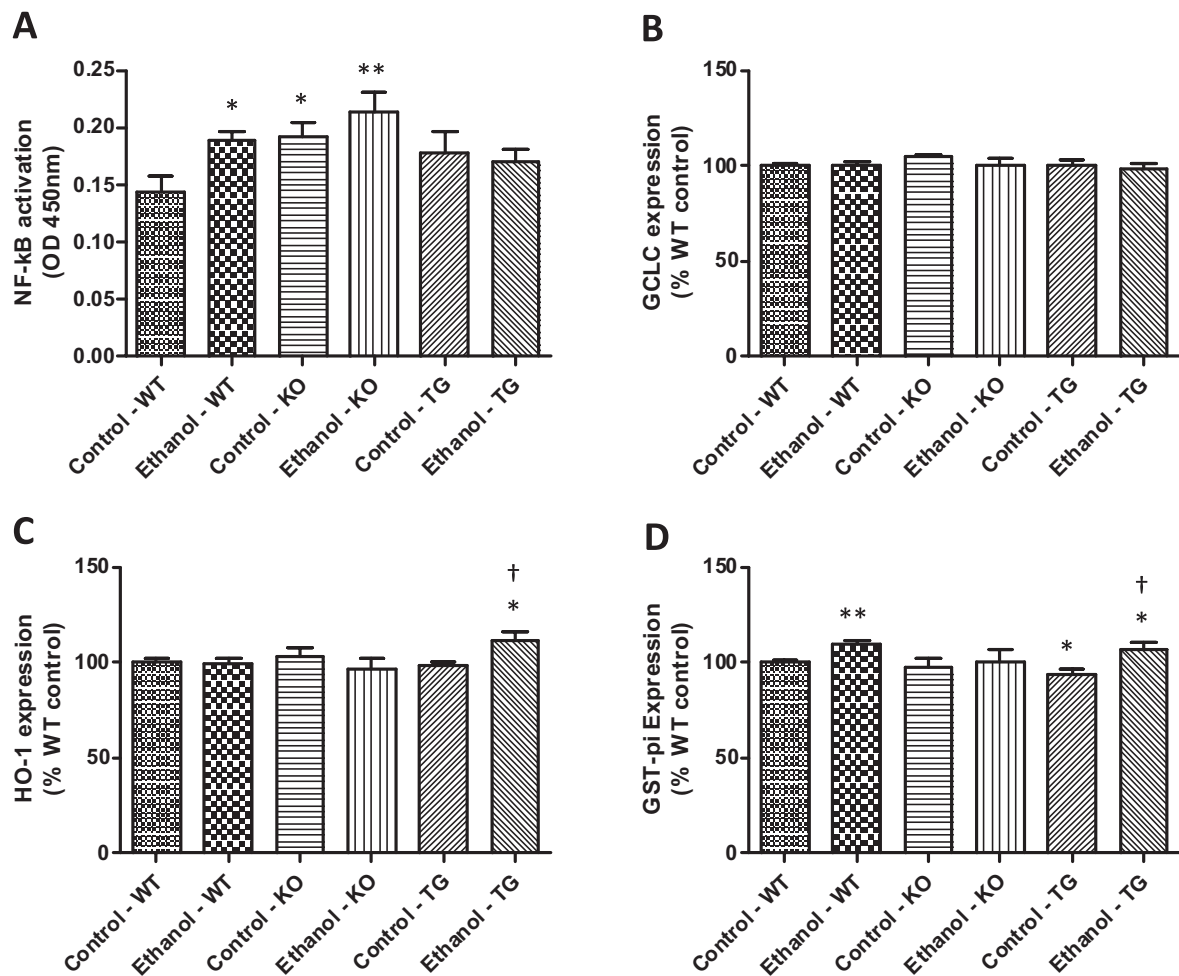 A
NF-kB activation
(OD 450nm)
0.25
0.20
0.15
0.10
0.05
0.00
*
*
**
Control - WT
Ethanol - WT
Control - KO
Ethanol - KO
Control - TG
Ethanol - TG
B
GCLC expression
(% WT control)
150
100
50
0
Control - WT
Ethanol - WT
Control - KO
Ethanol - KO
Control - TG
Ethanol - TG
C
HO-1 expression
(% WT control)
150
100
50
0
†
*
Control - WT
Ethanol - WT
Control - KO
Ethanol - KO
Control - TG
Ethanol - TG
D
GST-pi Expression
(% WT control)
150
100
50
0
**
*
†
*
Control - WT
Ethanol - WT
Control - KO
Ethanol - KO
Control - TG
Ethanol - TG